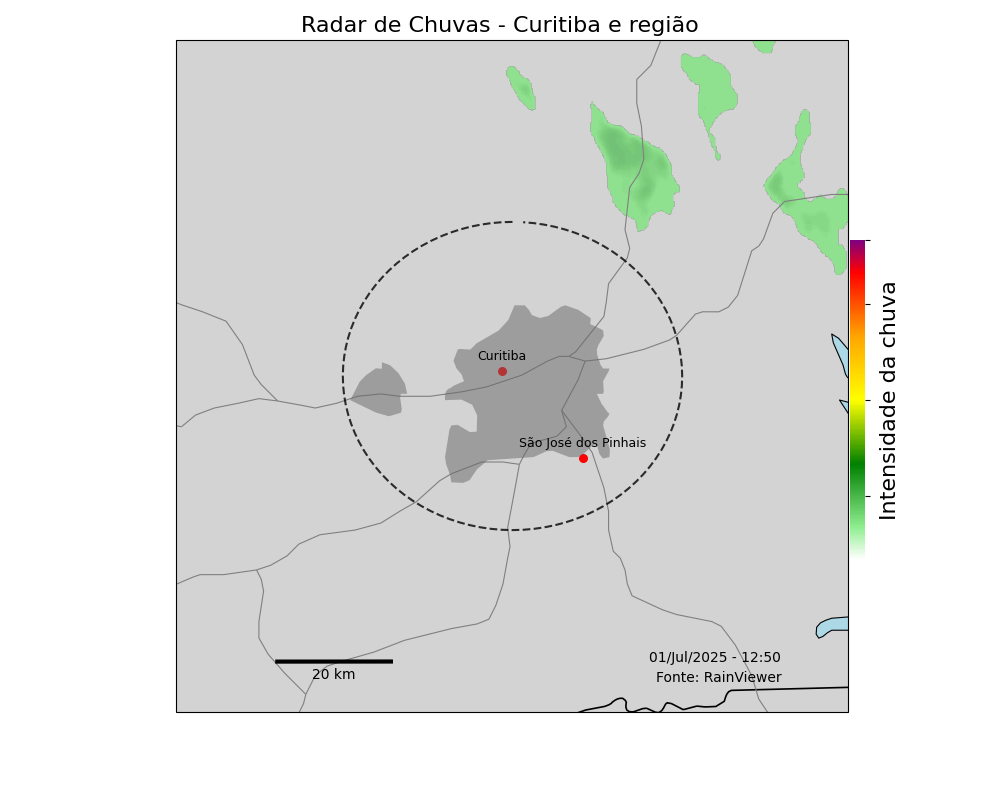 Radar de Chuvas - Curitiba e região
Curitiba
São José dos Pinhais
Intensidade da chuva
20 km
01/Jul/2025 - 12:50
Fonte: RainViewer